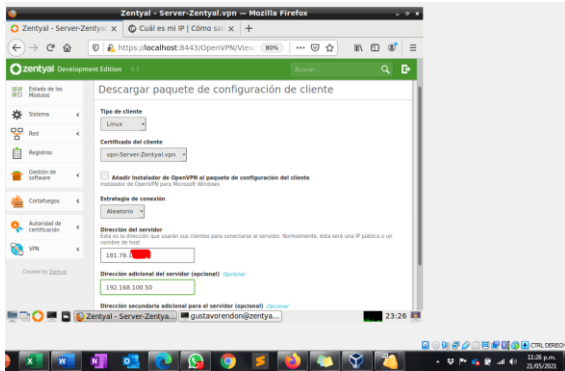 Zentyal - Server-Zentyal.vpn — Mozilla Firefox
Zentyal - Server-Zentyal
Cuál es mi IP | Cómo sa
https://localhost:8443/OpenVPN/View
80%
zentyal Development Edition
Buscar...
Estado de los
Módulos
Sistema
Red
Registros
Gestión de
software
Cortafuegos
Autoridad de
certificación
VPN
Created by Zentyal
Descargar paquete de configuración de cliente
Tipo de cliente
Linux
Certificado del cliente
vpn-Server-Zentyal.vpn
Añadir instalador de OpenVPN al paquete de configuración del cliente
Instalador de OpenVPN para Microsoft Windows
Estrategia de conexión
Aleatorio
Dirección del servidor
Esta es la dirección que usarán sus clientes para conectarse al servidor. Normalmente, ésta será una IP pública o un
nombre de host
181.78.
Dirección adicional del servidor (opcional) Opcional
192.168.100.50
Dirección secundaria adicional para el servidor (opcional) Opcional
Zentyal - Server-Zentya...
gustavorendon@zentya...
23:26
CTRL DERECHO
11:26 p.m.
21/05/2021